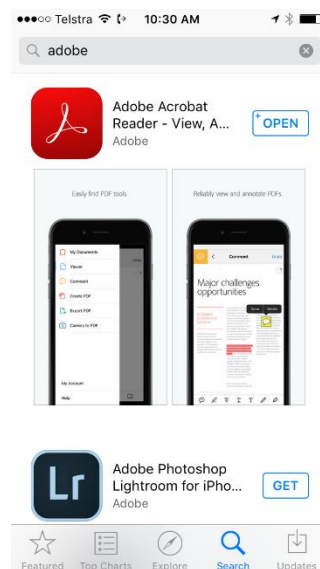 Telstra 10:30 AM
adobe
Adobe Acrobat
Reader - View, A...
Adobe
+OPEN
Easily find PDF tools
Reliably view and annotate PDFs
My Documents
Viewer
Comment
Create PDF
Export PDF
Camera to PDF
My Account
Help
Comment
Undo
Major challenges
opportunities
Lr
Adobe Photoshop
Lightroom for iPho...
Adobe
GET
Featured
Top Charts
Explore
Search
Updates